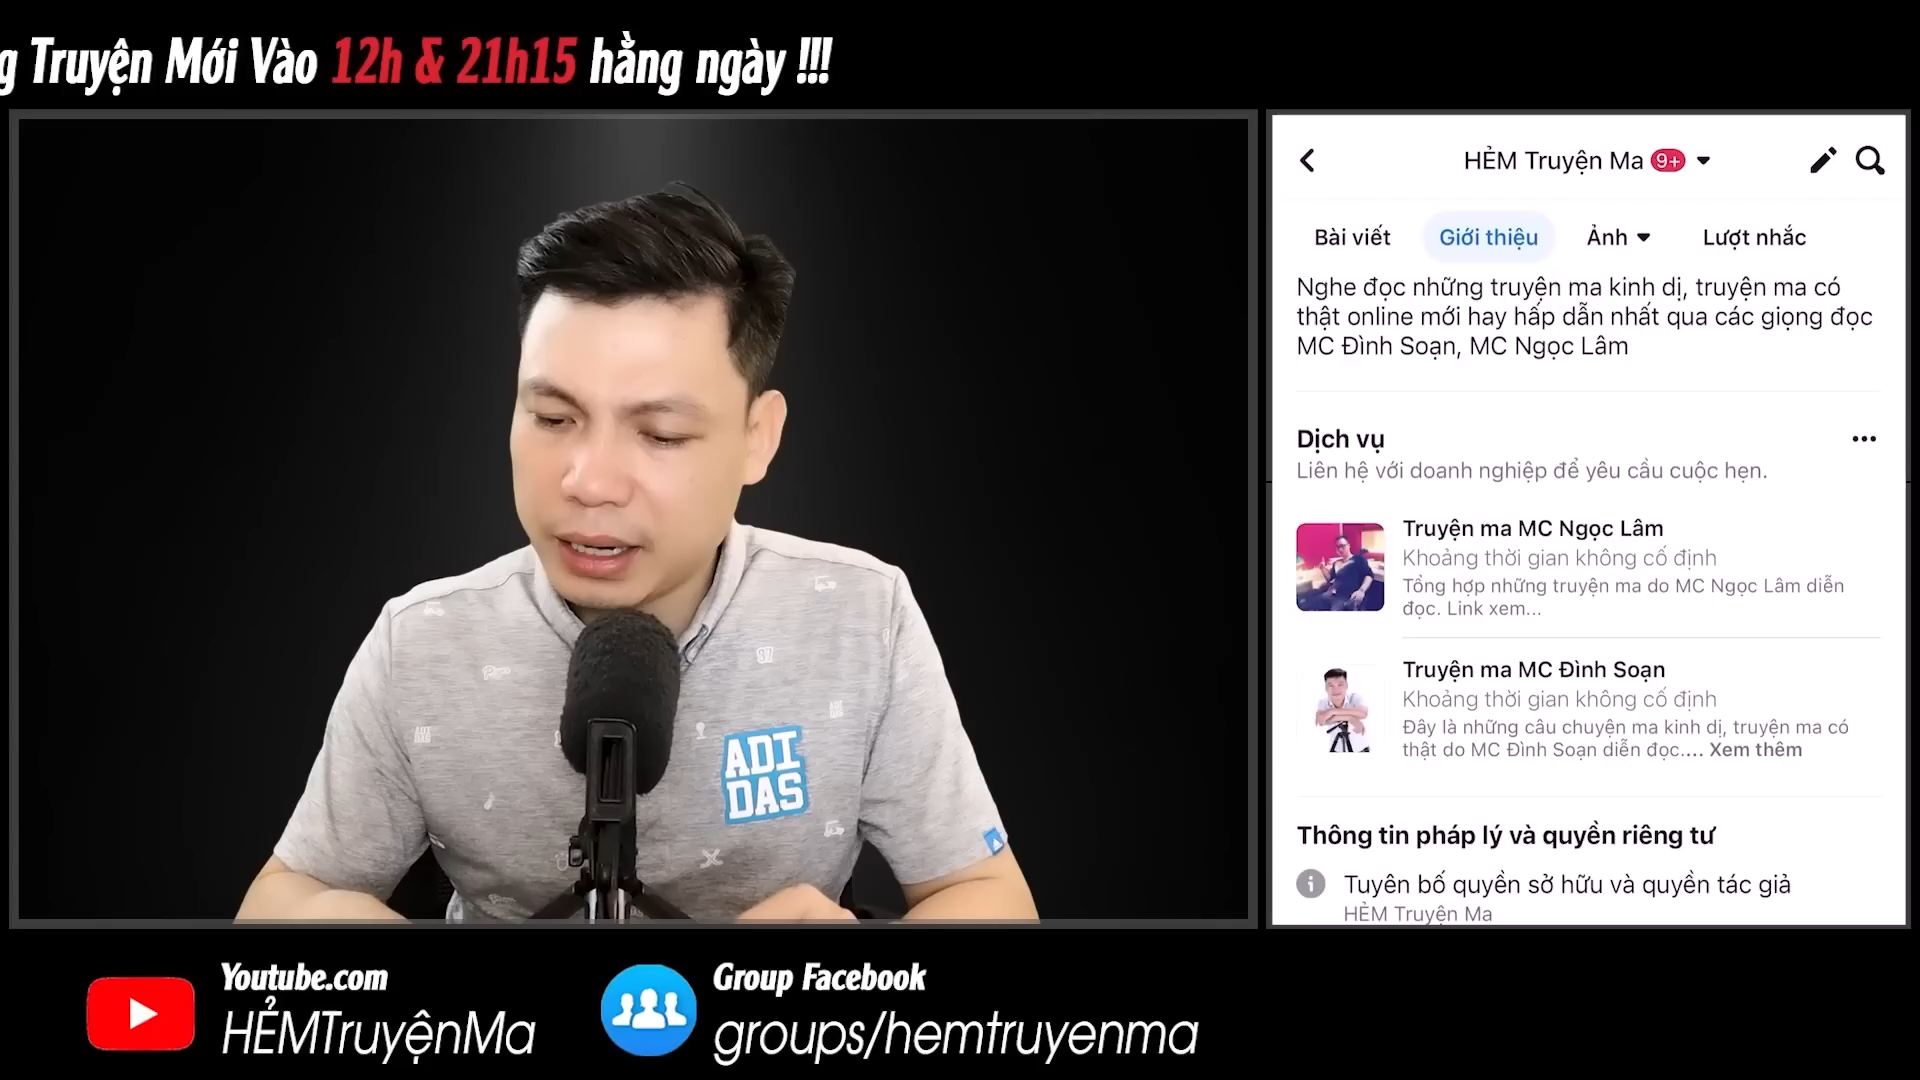 g Truyện Mới Vào 12h & 21h15 hằng ngày !!!
HẺM Truyện Ma 9+
Bài viết Giới thiệu Ảnh Lượt nhắc
Nghe đọc những truyện ma kinh dị, truyện ma có
thật online mới hay hấp dẫn nhất qua các giọng đọc
MC Đình Soạn, MC Ngọc Lâm
Dịch vụ
Liên hệ với doanh nghiệp để yêu cầu cuộc hẹn.
Truyện ma MC Ngọc Lâm
Khoảng thời gian không cố định
Tổng hợp những truyện ma do MC Ngọc Lâm diễn
đọc. Link xem...
Truyện ma MC Đình Soạn
Khoảng thời gian không cố định
Đây là những câu chuyện ma kinh dị, truyện ma có
thật do MC Đình Soạn diễn đọc.... Xem thêm
Thông tin pháp lý và quyền riêng tư
Tuyên bố quyền sở hữu và quyền tác giả
HẺM Truyện Ma
97
ADI
DAS
Youtube.com
HẺMTruyệnMa
Group Facebook
groups/hemtruyenma